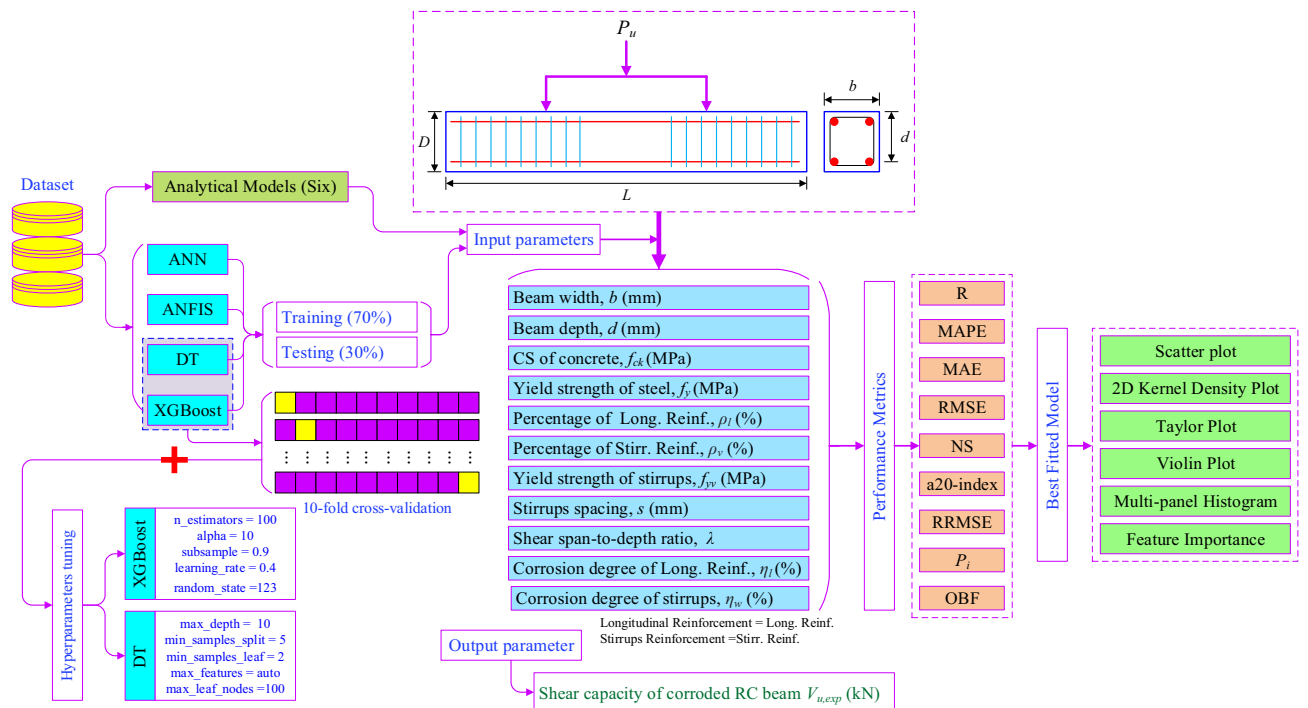 P_u
b
D
d
L
Dataset
Analytical Models (Six)
Input parameters
ANN
ANFIS
DT
XGBoost
Training (70%)
Testing (30%)
10-fold cross-validation
Hyperparameters tuning
XGBoost
n_estimators = 100
alpha = 10
subsample = 0.9
learning_rate = 0.4
random_state =123
DT
max_depth = 10
min_samples_split = 5
min_samples_leaf = 2
max_features = auto
max_leaf_nodes =100
Beam width, b (mm)
Beam depth, d (mm)
CS of concrete, f_ck (MPa)
Yield strength of steel, f_y (MPa)
Percentage of Long. Reinf., ρ_l (%)
Percentage of Stirr. Reinf., ρ_v (%)
Yield strength of stirrups, f_yv (MPa)
Stirrups spacing, s (mm)
Shear span-to-depth ratio, λ
Corrosion degree of Long. Reinf., η_l (%)
Corrosion degree of stirrups, η_w (%)
Longitudinal Reinforcement = Long. Reinf.
Stirrups Reinforcement =Stirr. Reinf.
Output parameter
Shear capacity of corroded RC beam V_u,exp (kN)
Performance Metrics
R
MAPE
MAE
RMSE
NS
a20-index
RRMSE
P_i
OBF
Best Fitted Model
Scatter plot
2D Kernel Density Plot
Taylor Plot
Violin Plot
Multi-panel Histogram
Feature Importance